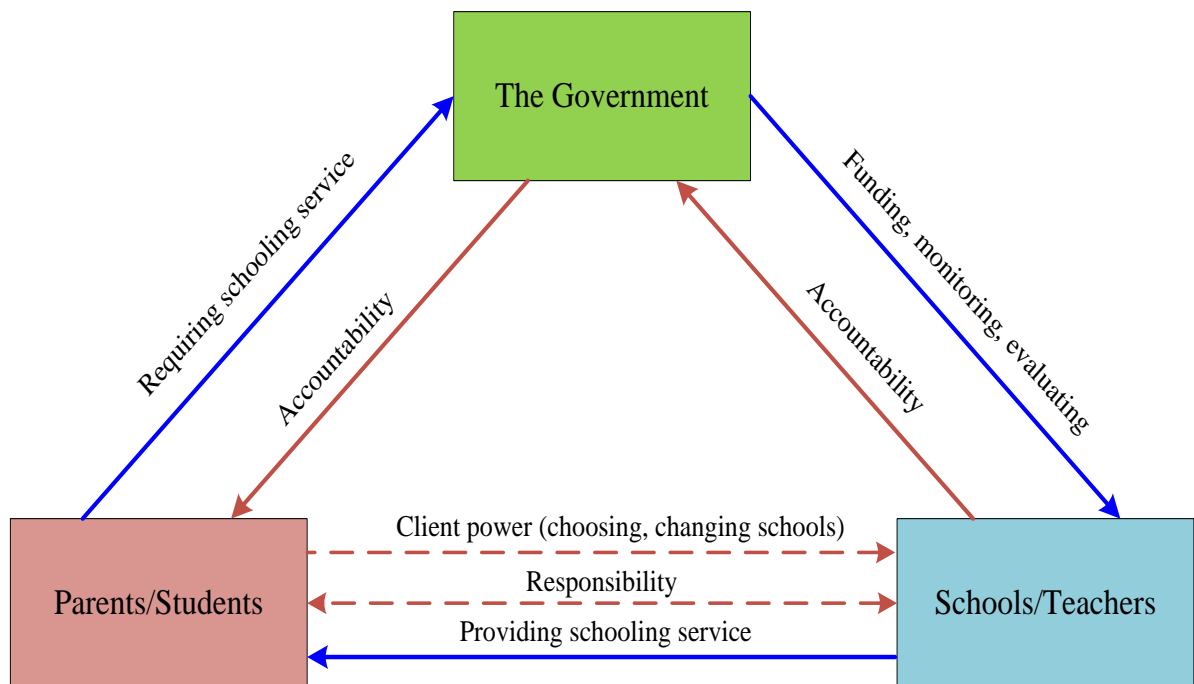 The Government
Requiring schooling service
Accountability
Accountability
Funding, monitoring, evaluating
Client power (choosing, changing schools)
Responsibility
Providing schooling service
Parents/Students
Schools/Teachers